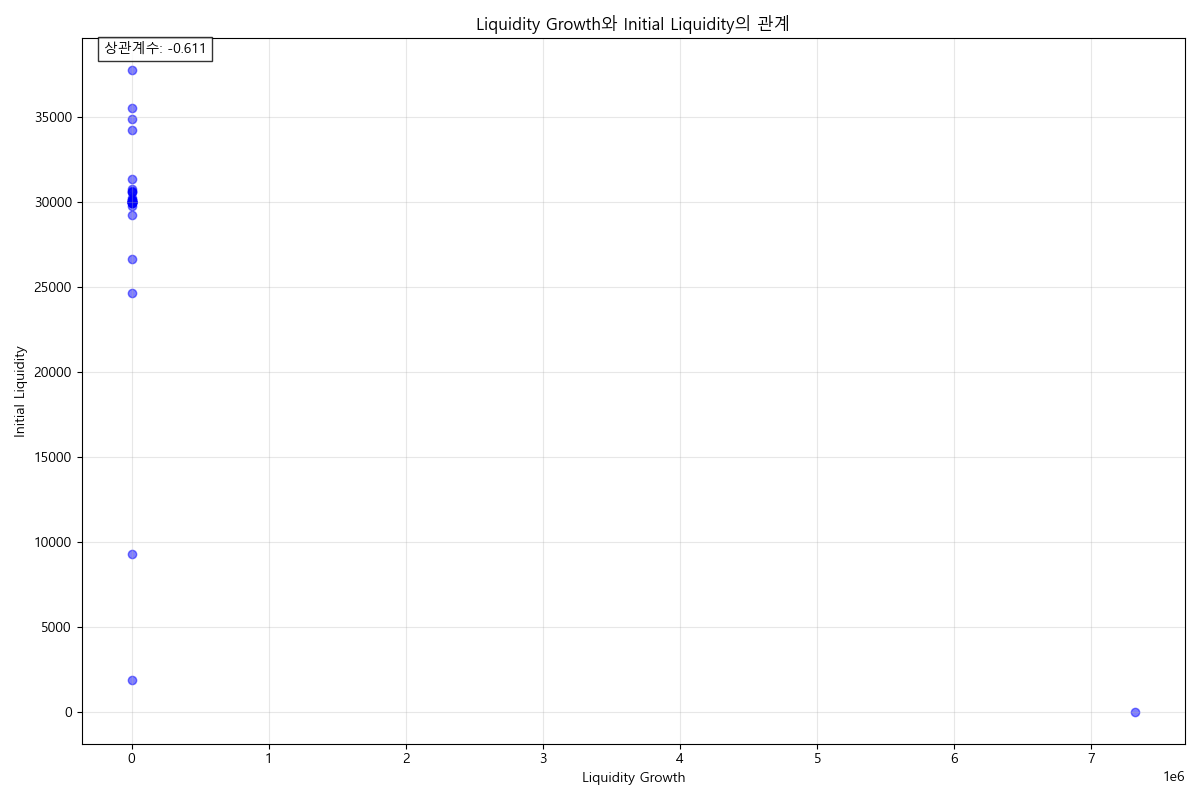 Liquidity Growth와 Initial Liquidity의 관계
상관계수: -0.611
Initial Liquidity
35000
30000
25000
20000
15000
10000
5000
0
0 1 2 3 4 5 6 7
1e6
Liquidity Growth